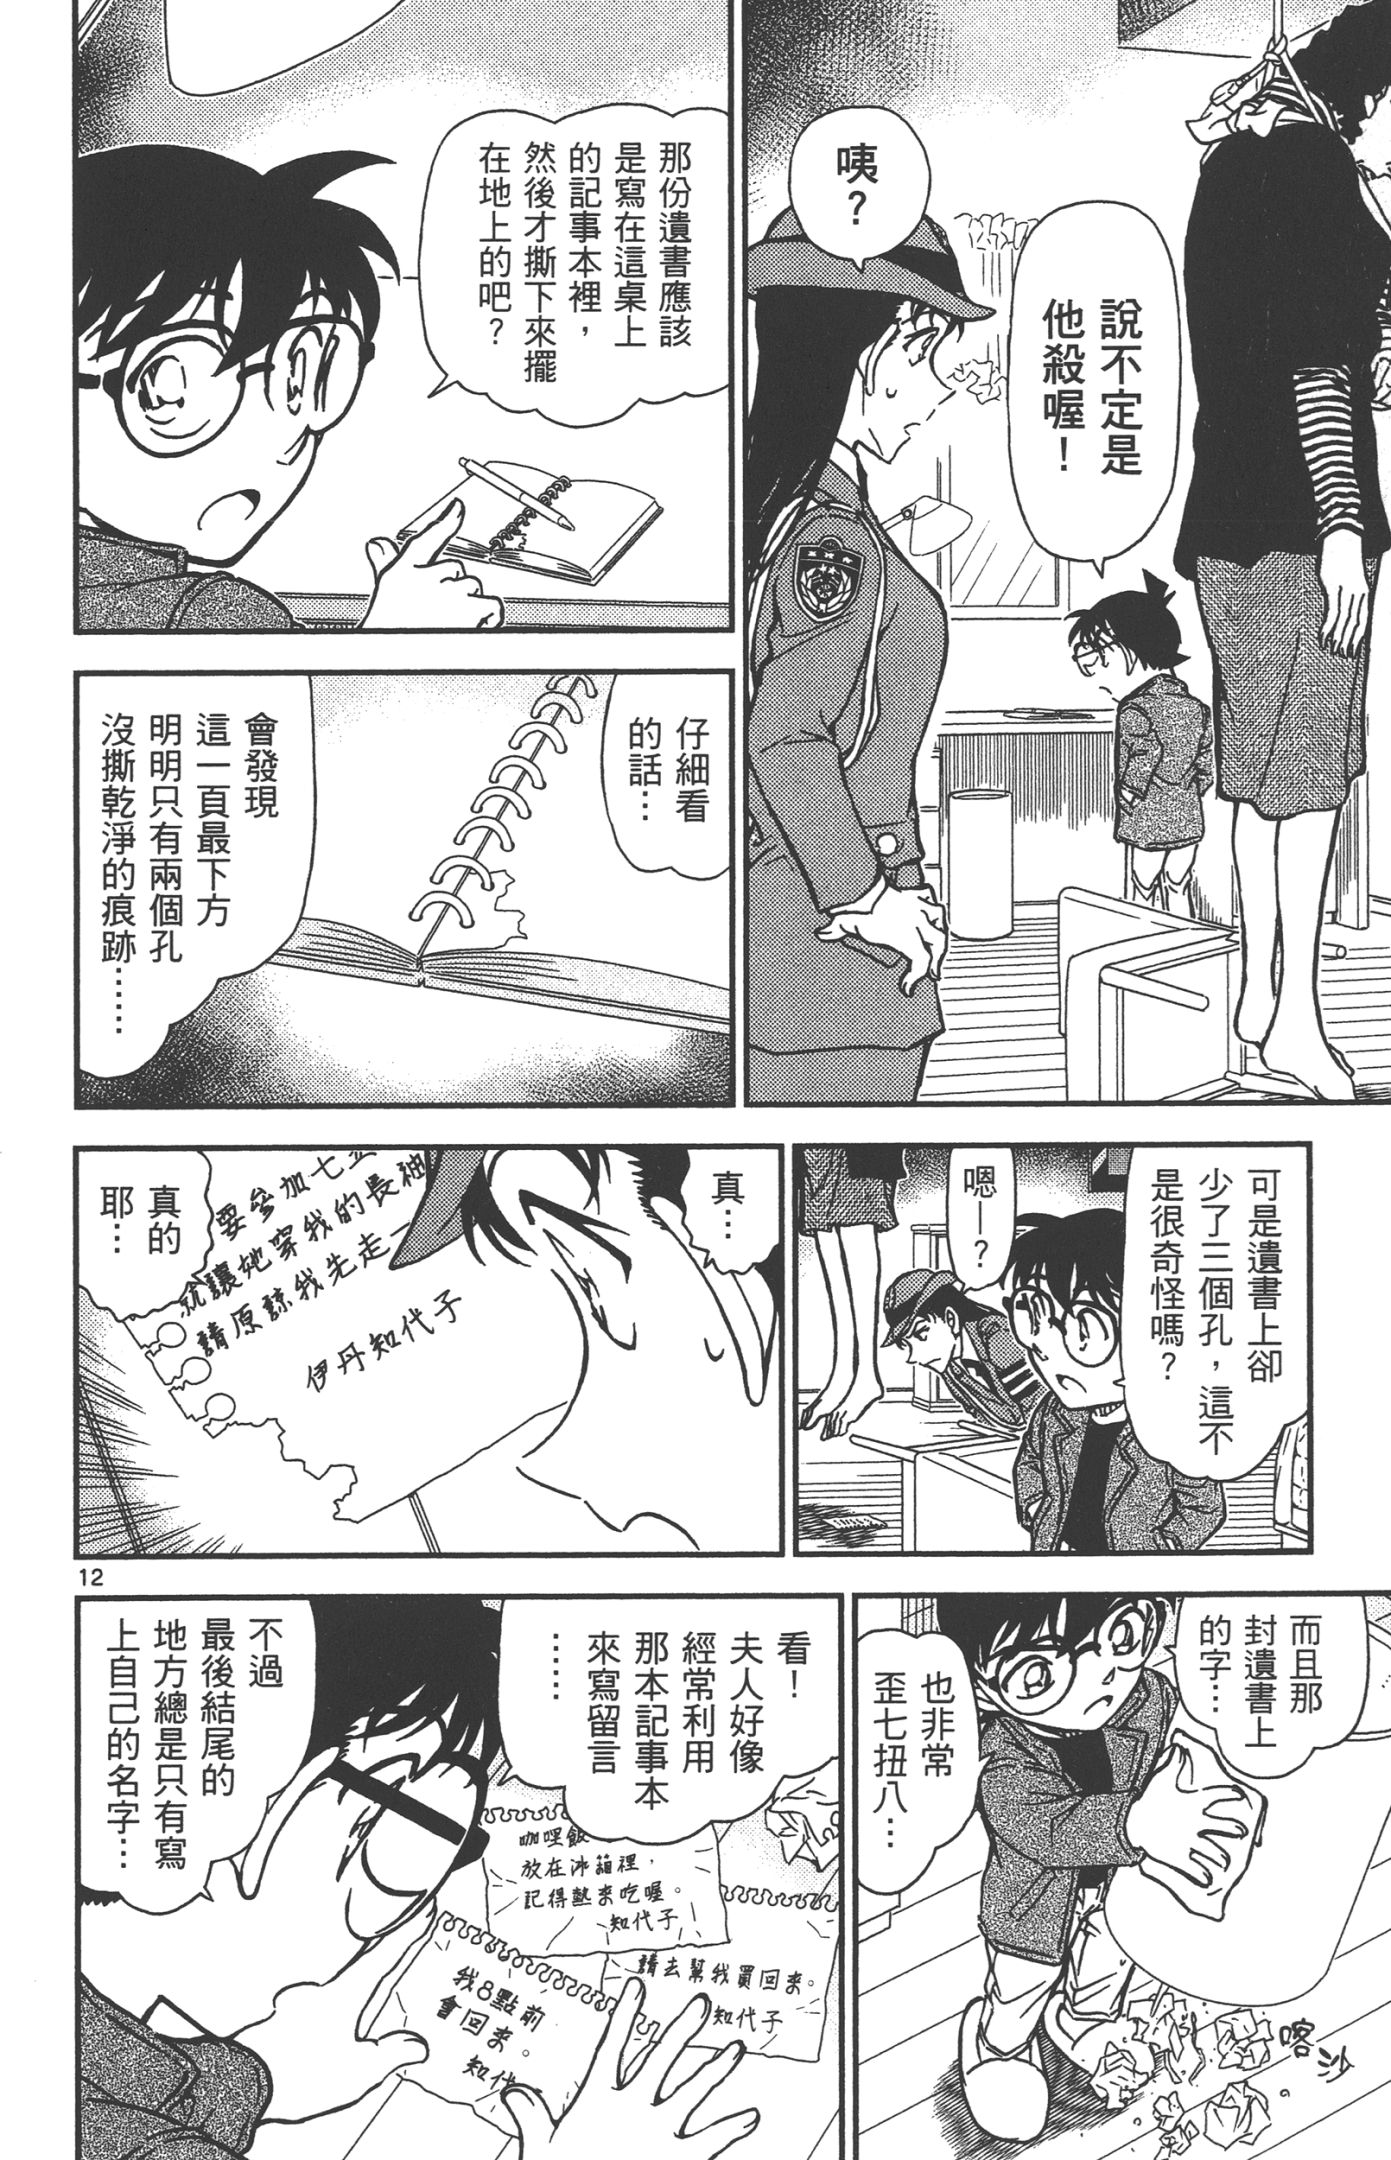 說不定是
他殺喔！
咦？
那份遺書應該
是寫在這桌上
的記事本裡，
然後才撕下來擺
在地上的吧？
仔細看
的話…
會發現
這一頁最下方
明明只有兩個孔
沒撕乾淨的痕跡……
可是遺書上卻
少了三個孔，這不
是很奇怪嗎？
嗯—？
真…
真的
耶…
要參加七五
就讓她穿我的長袖
請原諒我先走一
伊丹知代子
12
而且那
封遺書上
的字…
也非常
歪七扭八…
喀沙
看！
夫人好像
經常利用
那本記事本
來寫留言
……
不過
最後結尾的
地方總是只有寫
上自己的名字…
咖哩飯
放在冰箱裡，
記得熱來吃喔。
知代子
請去幫我買回來。
知代子
我8點前
會回來。
知代